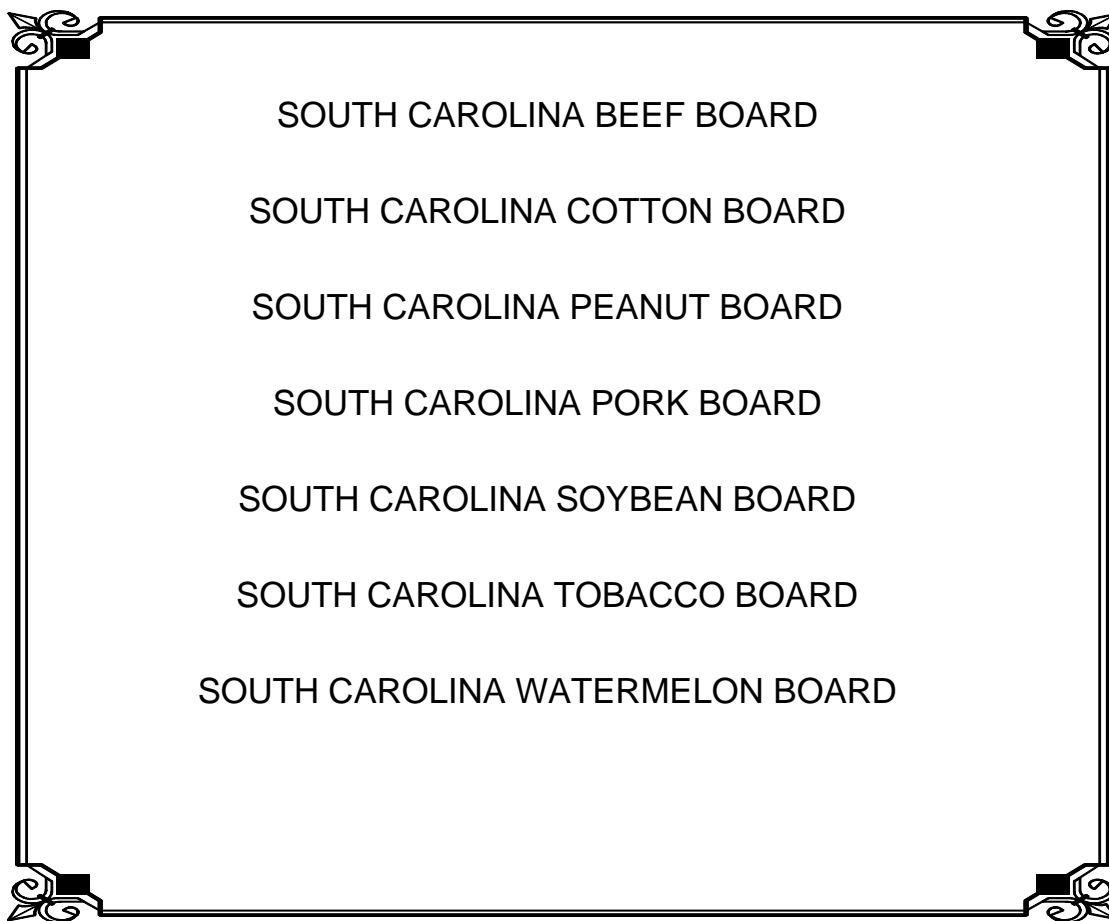 SOUTH CAROLINA BEEF BOARD
SOUTH CAROLINA COTTON BOARD
SOUTH CAROLINA PEANUT BOARD
SOUTH CAROLINA PORK BOARD
SOUTH CAROLINA SOYBEAN BOARD
SOUTH CAROLINA TOBACCO BOARD
SOUTH CAROLINA WATERMELON BOARD